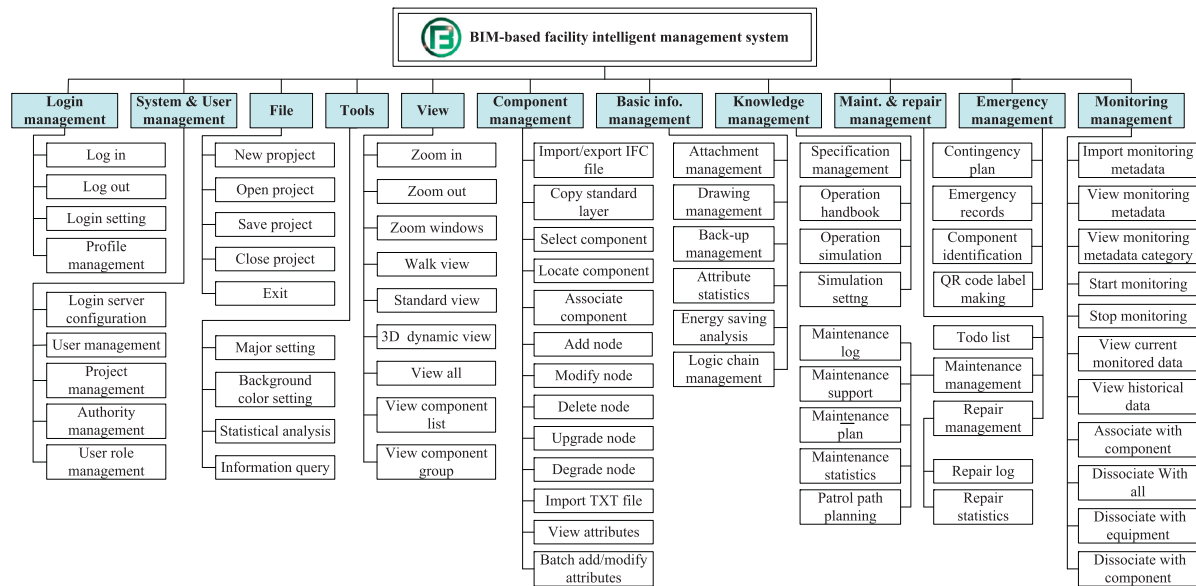 BIM-based facility intelligent management system
Login
management
System & User
management
File
Tools
View
Component
management
Basic info.
management
Knowledge
management
Maint. & repair
management
Emergency
management
Monitoring
management
Log in
Log out
Login setting
Profile
management
Login server
configuration
User management
Project
management
Authority
management
User role
management
New propject
Open project
Save project
Close project
Exit
Major setting
Background
color setting
Statistical analysis
Information query
Zoom in
Zoom out
Zoom windows
Walk view
Standard view
3D dynamic view
View all
View component
list
View component
group
Import/export IFC
file
Copy standard
layer
Select component
Locate component
Associate
component
Add node
Modify node
Delete node
Upgrade node
Degrade node
Import TXT file
View attributes
Batch add/modify
attributes
Attachment
management
Drawing
management
Back-up
management
Attribute
statistics
Energy saving
analysis
Logic chain
management
Specification
management
Operation
handbook
Operation
simulation
Simulation
settng
Maintenance
log
Maintenance
support
Maintenance
plan
Maintenance
statistics
Patrol path
planning
Contingency
plan
Emergency
records
Component
identification
QR code label
making
Todo list
Maintenance
management
Repair
management
Repair log
Repair
statistics
Import monitoring
metadata
View monitoring
metadata
View monitoring
metadata category
Start monitoring
Stop monitoring
View current
monitored data
View historical
data
Associate with
component
Dissociate With
all
Dissociate with
equipment
Dissociate with
component